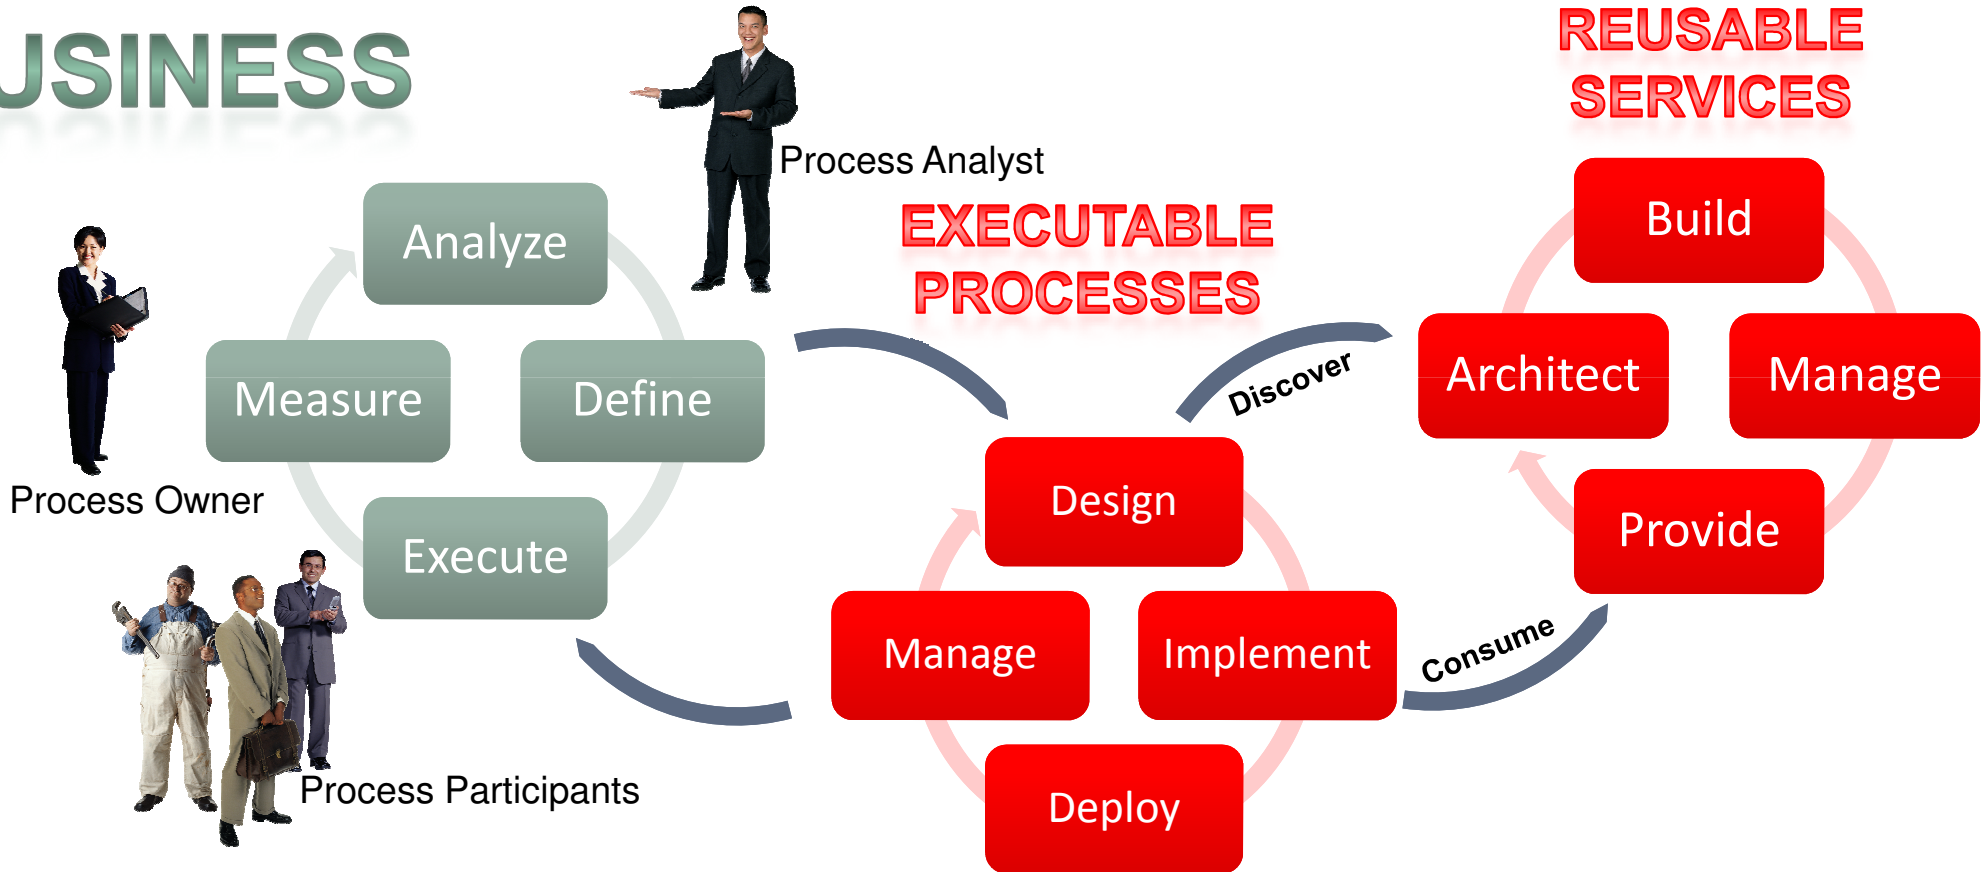 USINESS
Process Analyst
Analyze
Measure
Define
Execute
Process Owner
Process Participants
EXECUTABLE
PROCESSES
Design
Manage
Implement
Deploy
Discover
Consume
REUSABLE
SERVICES
Build
Architect
Manage
Provide